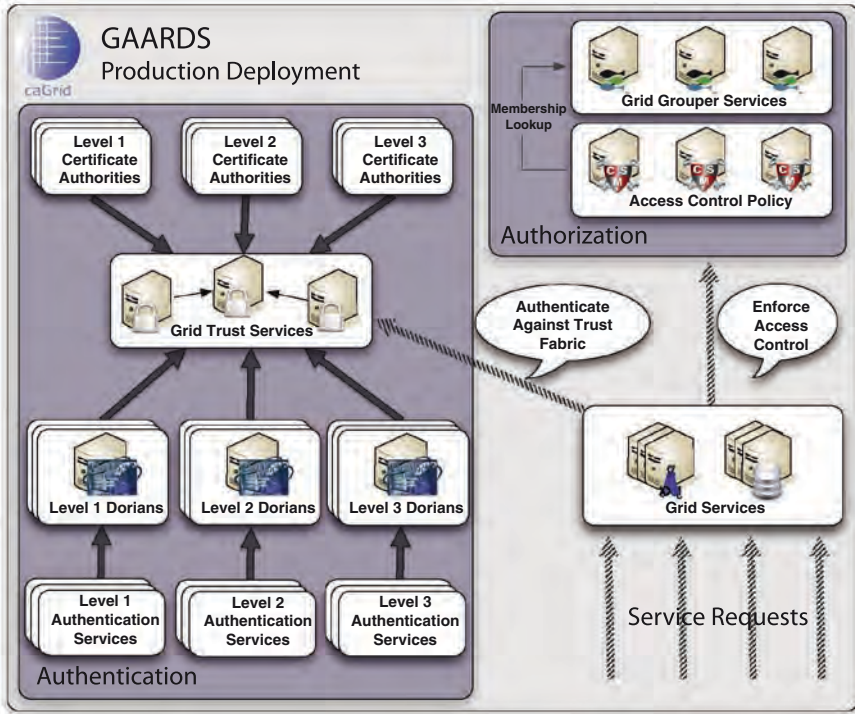 GAARDS
Production Deployment
caGrid
Level 1
Certificate
Authorities
Level 2
Certificate
Authorities
Level 3
Certificate
Authorities
Grid Trust Services
Level 1 Dorians
Level 2 Dorians
Level 3 Dorians
Level 1
Authentication
Services
Level 2
Authentication
Services
Level 3
Authentication
Services
Authentication
Membership
Lookup
Grid Grouper Services
CS
CS
CS
Access Control Policy
Authorization
Authenticate
Against Trust
Fabric
Enforce
Access
Control
Grid Services
Service Requests